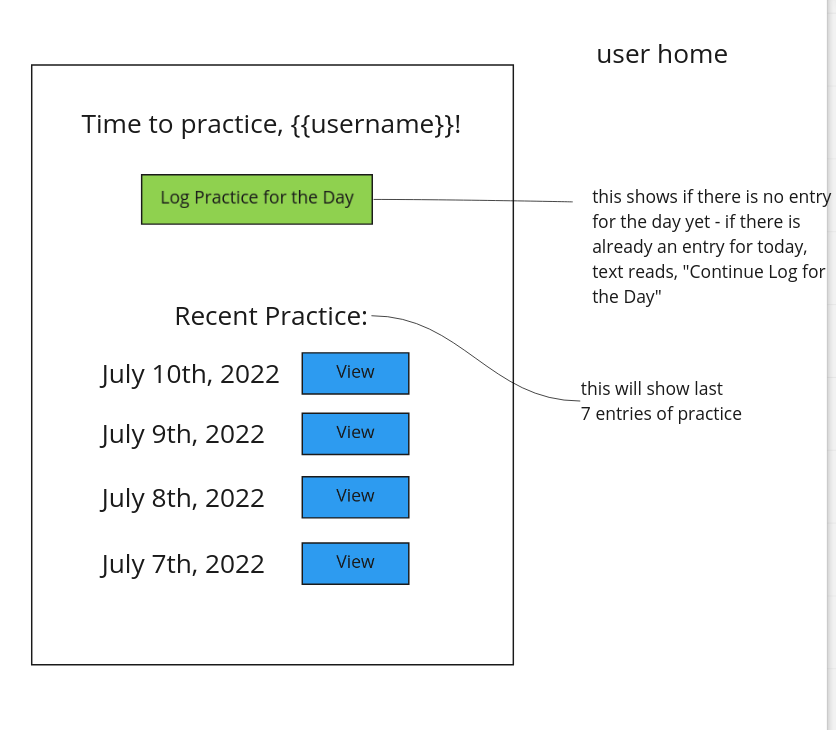 user home
Time to practice, {{username}}!
Log Practice for the Day
this shows if there is no entry
for the day yet - if there is
already an entry for today,
text reads, "Continue Log for
the Day"
Recent Practice:
July 10th, 2022 View
this will show last
7 entries of practice
July 9th, 2022 View
July 8th, 2022 View
July 7th, 2022 View